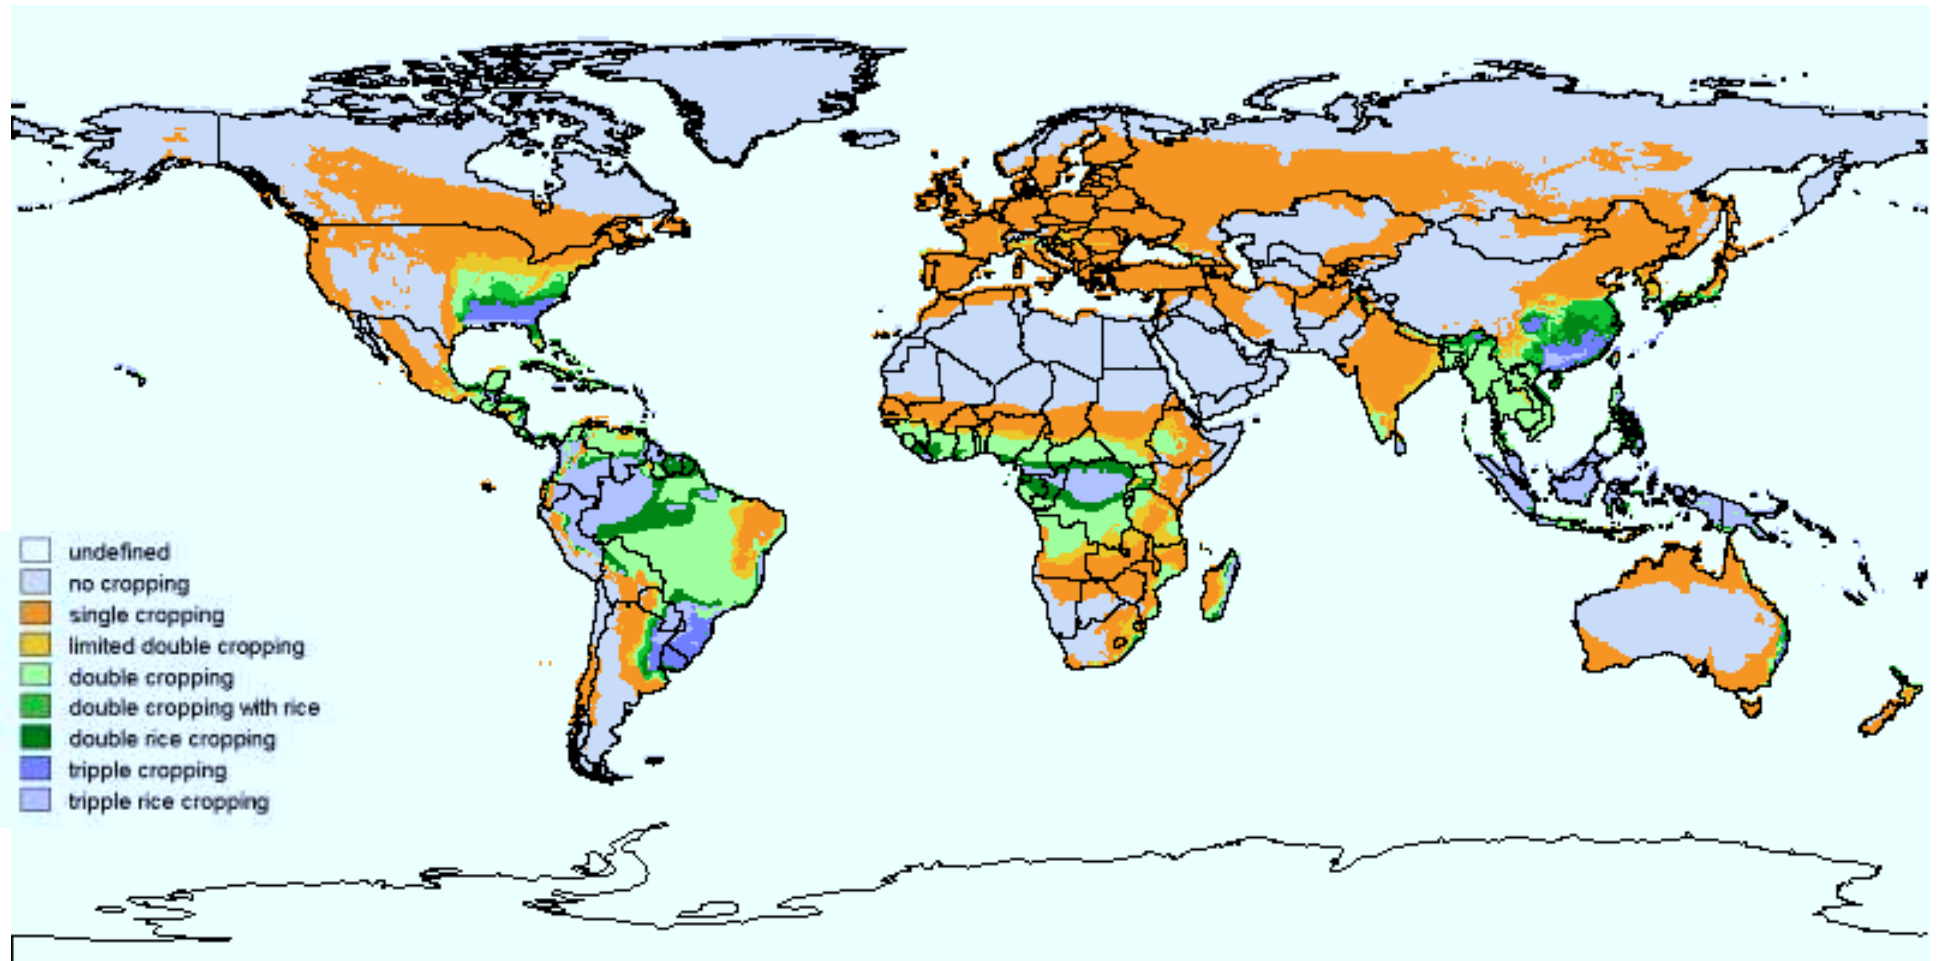 undefined
no cropping
single cropping
limited double cropping
double cropping
double cropping with rice
double rice cropping
tripple cropping
tripple rice cropping